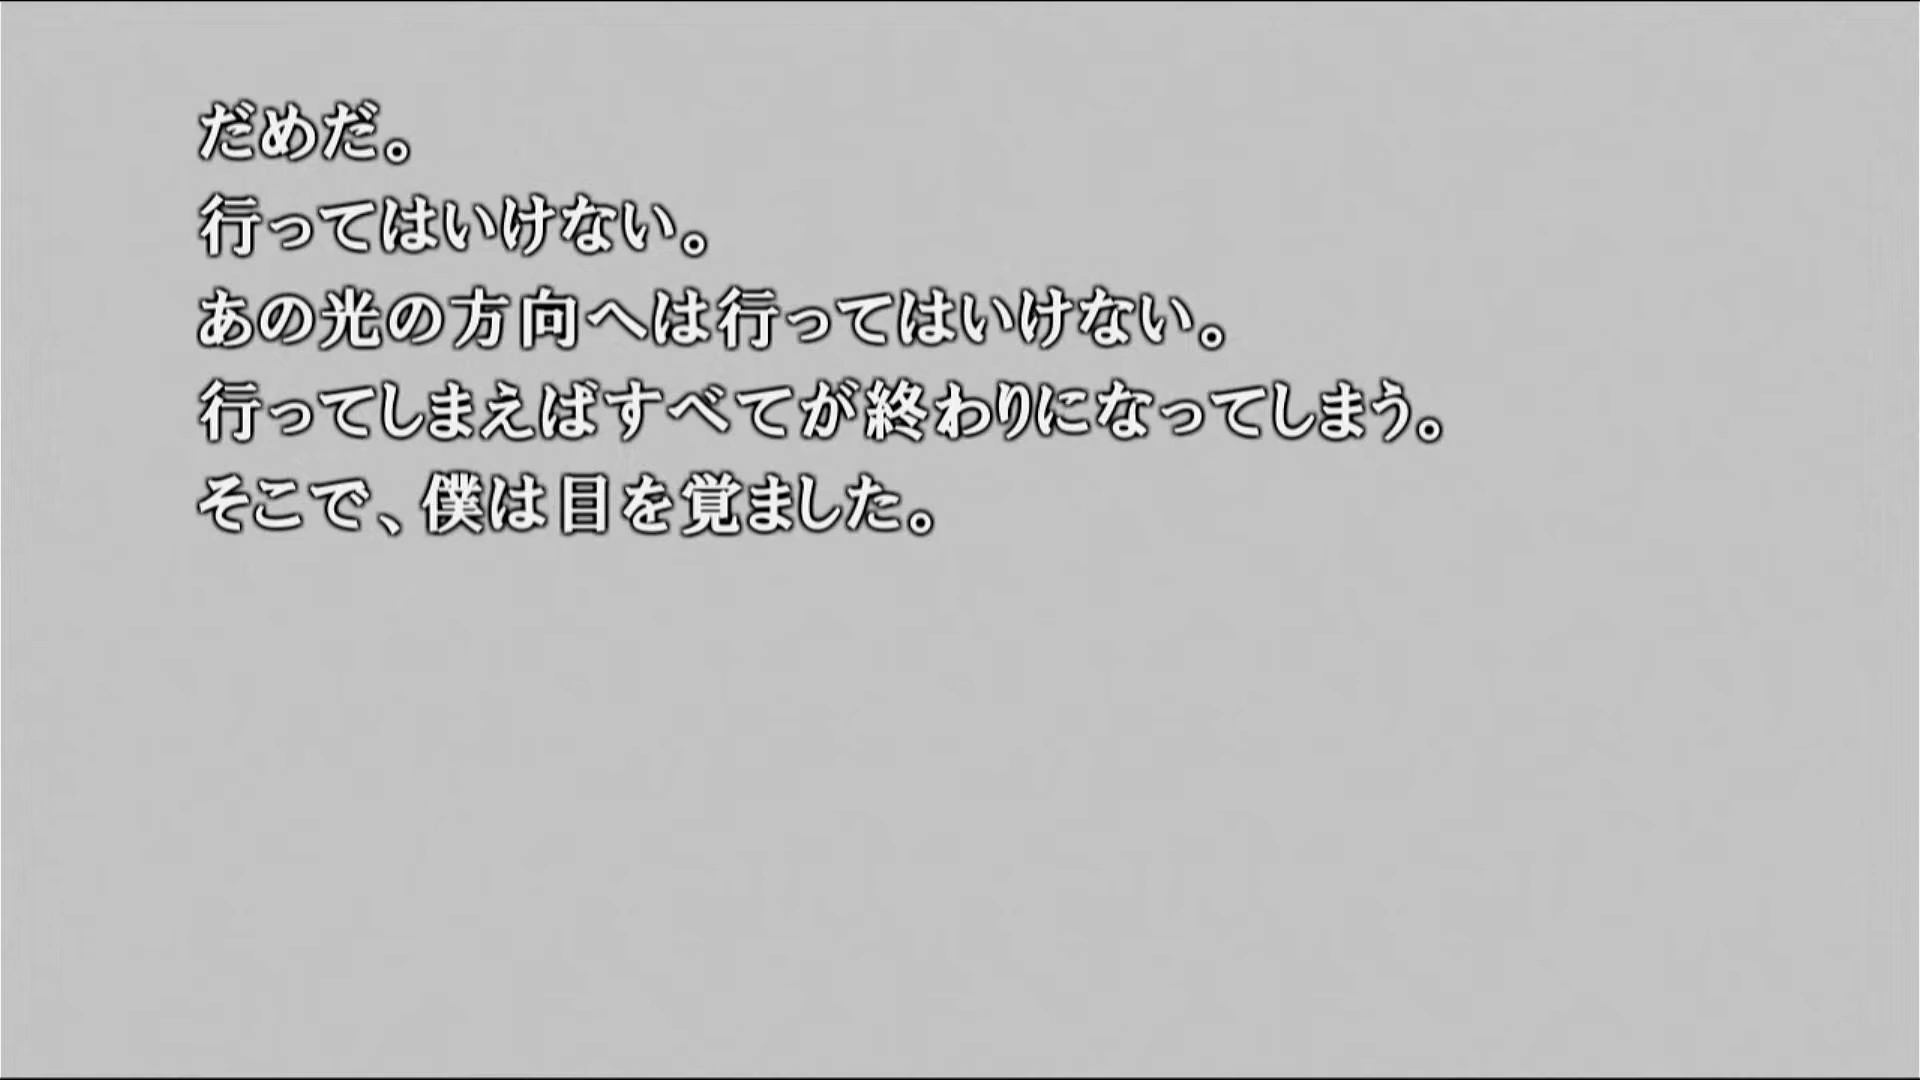 だめだ。
行ってはいけない。
あの光の方向へは行ってはいけない。
行ってしまえばすべてが終わりになってしまう。
そこで、僕は目を覚ました。